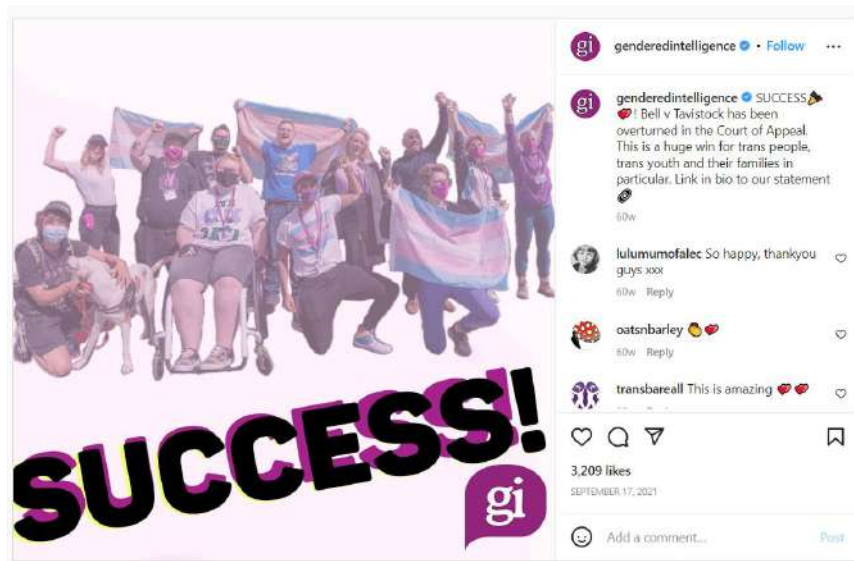 gi
genderedintelligence • Follow
gi
genderedintelligence SUCCESS
! Bell v Tavistock has been
overturned in the Court of Appeal.
This is a huge win for trans people,
trans youth and their families in
particular. Link in bio to our statement
60w
lulumumofalec So happy, thankyou
guys xxx
60w Reply
oatsnbarley
60w Reply
transbareall This is amazing
SUCCESS!
gi
3,209 likes
SEPTEMBER 17, 2021
Add a comment...
Post